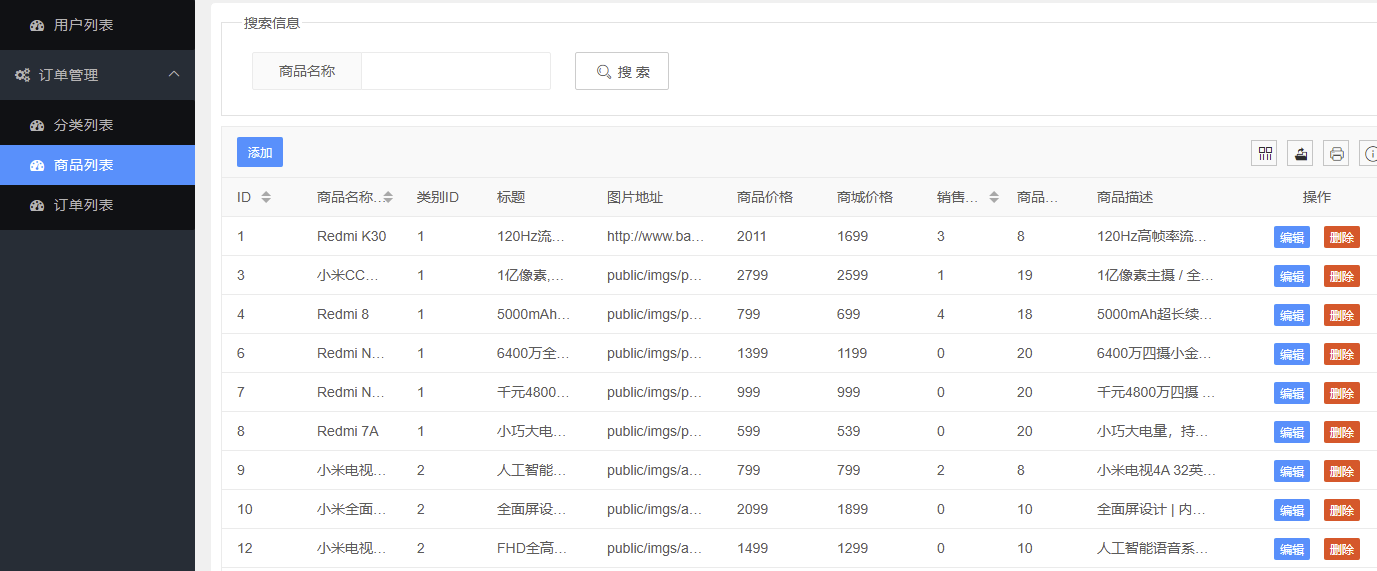 用户列表
订单管理
分类列表
商品列表
订单列表
搜索信息
商品名称 搜 索
添加
ID 商品名称… 类别ID 标题 图片地址 商品价格 商城价格 销售… 商品… 商品描述 操作
1 Redmi K30 1 120Hz流… http://www.ba… 2011 1699 3 8 120Hz高帧率流… 编辑 删除
3 小米CC… 1 1亿像素,… public/imgs/p… 2799 2599 1 19 1亿像素主摄 / 全… 编辑 删除
4 Redmi 8 1 5000mAh… public/imgs/p… 799 699 4 18 5000mAh超长续… 编辑 删除
6 Redmi N… 1 6400万全… public/imgs/p… 1399 1199 0 20 6400万四摄小金… 编辑 删除
7 Redmi N… 1 千元4800… public/imgs/p… 999 999 0 20 千元4800万四摄 … 编辑 删除
8 Redmi 7A 1 小巧大电… public/imgs/p… 599 539 0 20 小巧大电量，持… 编辑 删除
9 小米电视… 2 人工智能… public/imgs/a… 799 799 2 8 小米电视4A 32英… 编辑 删除
10 小米全面… 2 全面屏设… public/imgs/a… 2099 1899 0 10 全面屏设计 | 内… 编辑 删除
12 小米电视… 2 FHD全高… public/imgs/a… 1499 1299 0 10 人工智能语音系… 编辑 删除